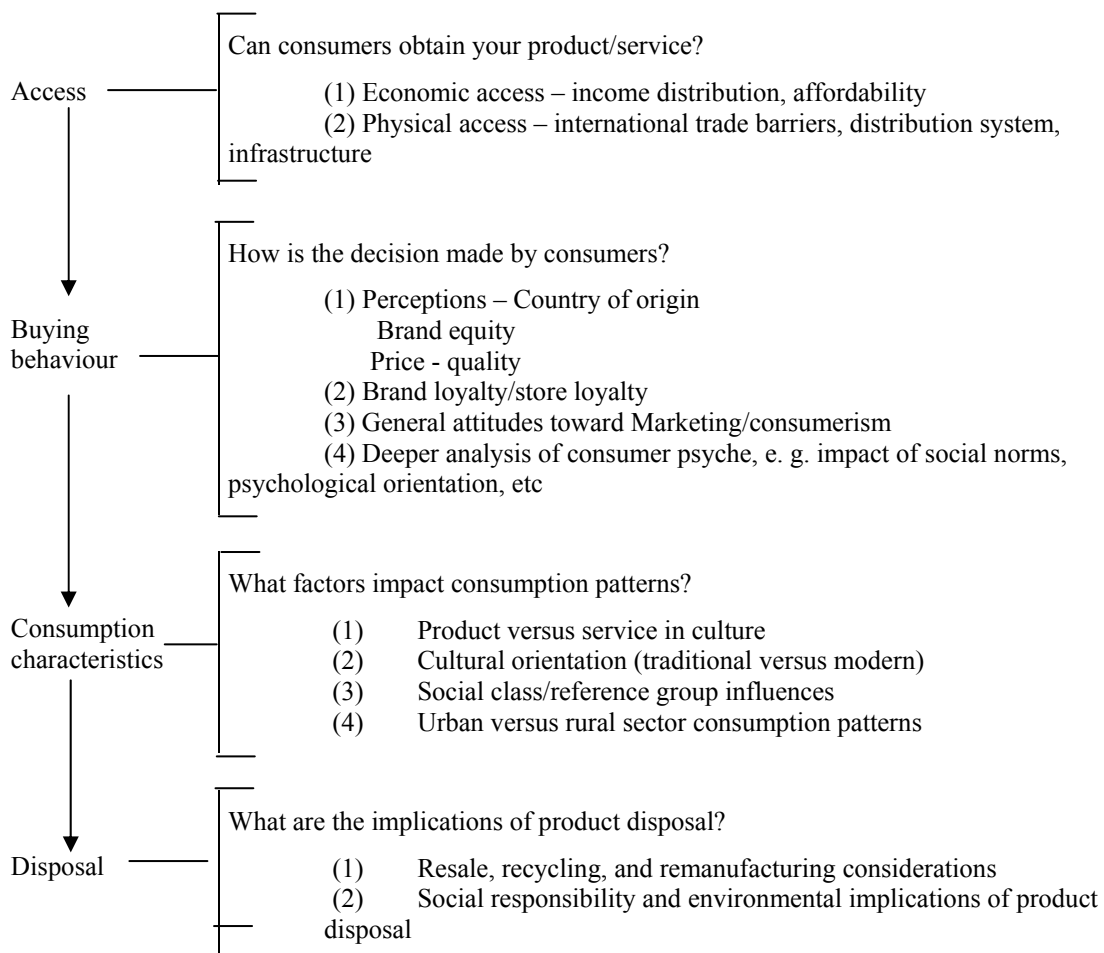 Can consumers obtain your product/service?
Access
(1) Economic access – income distribution, affordability
(2) Physical access – international trade barriers, distribution system,
infrastructure
How is the decision made by consumers?
(1) Perceptions – Country of origin
Brand equity
Price - quality
Buying
behaviour
(2) Brand loyalty/store loyalty
(3) General attitudes toward Marketing/consumerism
(4) Deeper analysis of consumer psyche, e. g. impact of social norms,
psychological orientation, etc
What factors impact consumption patterns?
Consumption
characteristics
(1) Product versus service in culture
(2) Cultural orientation (traditional versus modern)
(3) Social class/reference group influences
(4) Urban versus rural sector consumption patterns
What are the implications of product disposal?
Disposal
(1) Resale, recycling, and remanufacturing considerations
(2) Social responsibility and environmental implications of product
disposal